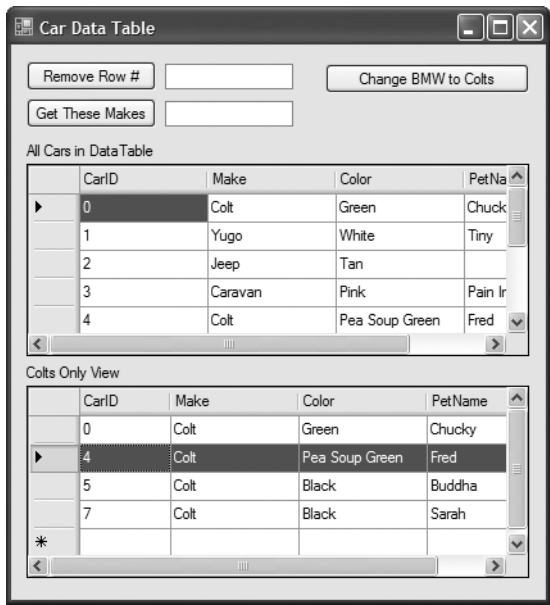 Car Data Table
Remove Row #
Change BMW to Colts
Get These Makes
All Cars in DataTable
CarID Make Color PetNa
0 Colt Green Chuck
1 Yugo White Tiny
2 Jeep Tan
3 Caravan Pink Pain Ir
4 Colt Pea Soup Green Fred
Colts Only View
CarID Make Color PetName
0 Colt Green Chucky
4 Colt Pea Soup Green Fred
5 Colt Black Buddha
7 Colt Black Sarah